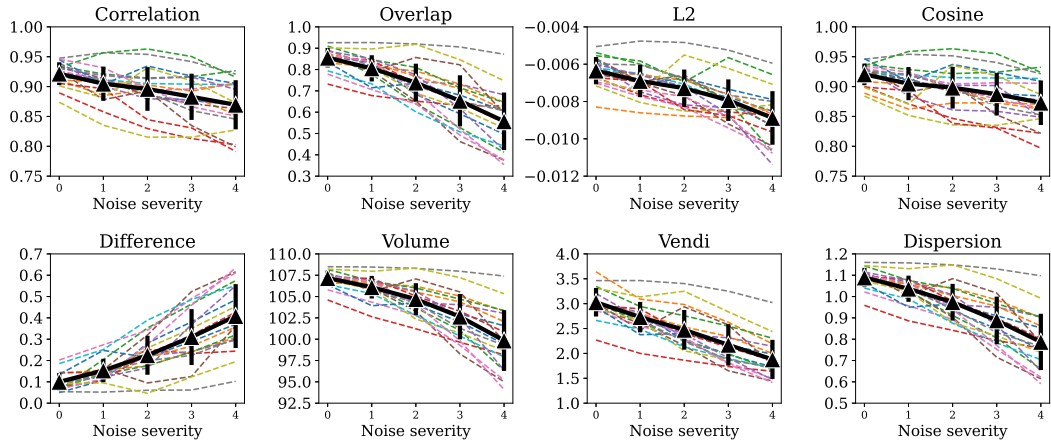 Correlation
1.00
0.95
0.90
0.85
0.80
0.75
0 1 2 3 4
Noise severity
Overlap
1.0
0.9
0.8
0.7
0.6
0.5
0.4
0.3
0 1 2 3 4
Noise severity
L2
−0.004
−0.006
−0.008
−0.010
−0.012
0 1 2 3 4
Noise severity
Cosine
1.00
0.95
0.90
0.85
0.80
0.75
0 1 2 3 4
Noise severity
Difference
0.7
0.6
0.5
0.4
0.3
0.2
0.1
0.0
0 1 2 3 4
Noise severity
Volume
110.0
107.5
105.0
102.5
100.0
97.5
95.0
92.5
0 1 2 3 4
Noise severity
Vendi
4.0
3.5
3.0
2.5
2.0
1.5
1.0
0 1 2 3 4
Noise severity
Dispersion
1.2
1.1
1.0
0.9
0.8
0.7
0.6
0.5
0 1 2 3 4
Noise severity